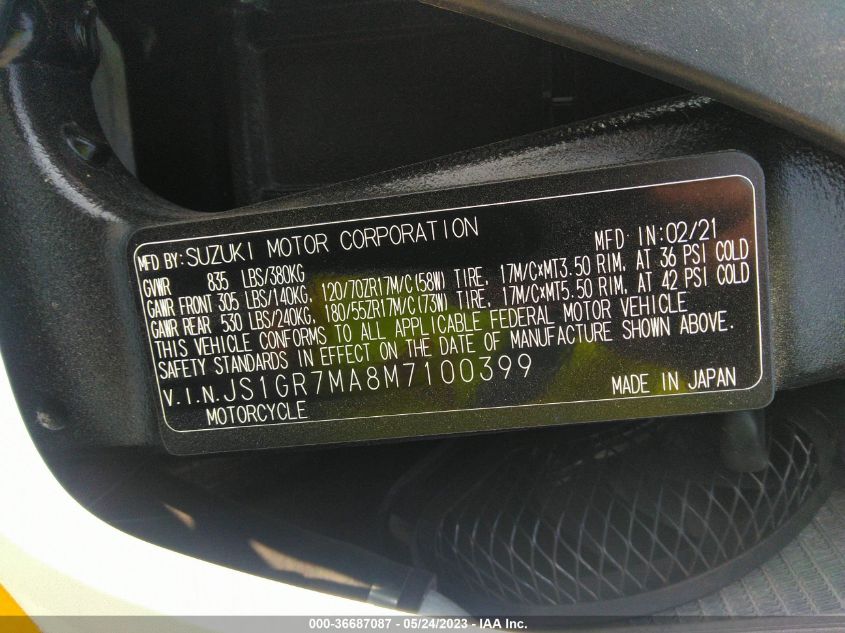 MFD BY: SUZUKI MOTOR CORPORATION MFD IN:02/21
GVWR 835 LBS/380KG
GAWR FRONT 305 LBS/140KG, 120/70ZR17M/C(58W) TIRE, 17M/C×MT3.50 RIM, AT 36 PSI COLD
GAWR REAR 530 LBS/240KG, 180/55ZR17M/C(73W) TIRE, 17M/C×MT5.50 RIM, AT 42 PSI COLD
THIS VEHICLE CONFORMS TO ALL APPLICABLE FEDERAL MOTOR VEHICLE
SAFETY STANDARDS IN EFFECT ON THE DATE OF MANUFACTURE SHOWN ABOVE.
V.I.N.JS1GR7MA8M7100399
MOTORCYCLE MADE IN JAPAN
000-36687087 - 05/24/2023 - IAA Inc.